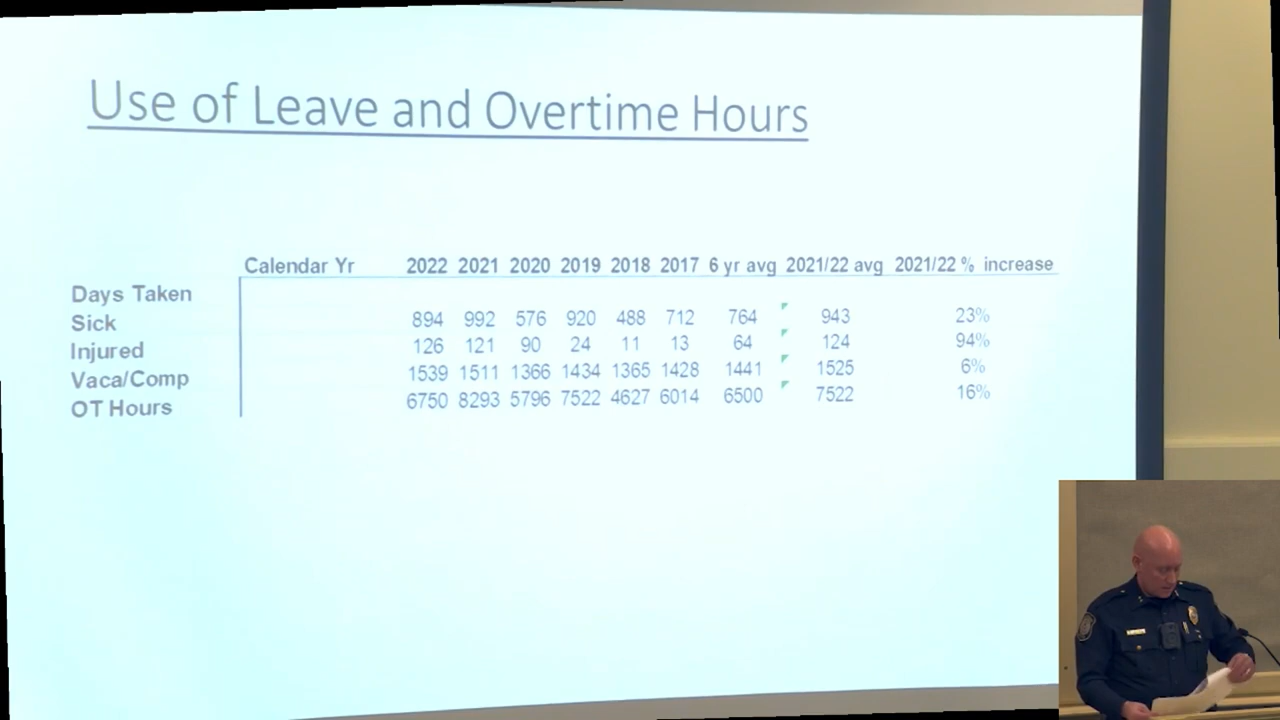 Use of Leave and Overtime Hours
Calendar Yr 2022 2021 2020 2019 2018 2017 6 yr avg 2021/22 avg 2021/22 % increase
Days Taken
Sick 894 992 576 920 488 712 764 943 23%
Injured 126 121 90 24 11 13 64 124 94%
Vaca/Comp 1539 1511 1366 1434 1365 1428 1441 1525 6%
OT Hours 6750 8293 5796 7522 4627 6014 6500 7522 16%